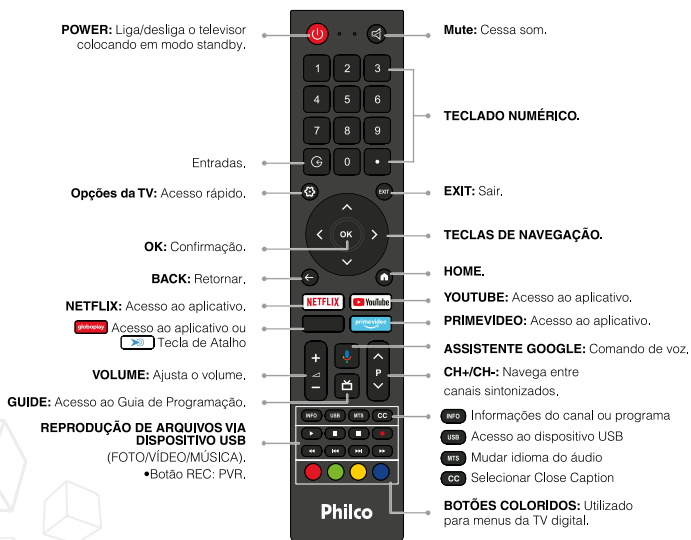 POWER: Liga/desliga o televisor
colocando em modo standby.
Entradas.
Opções da TV: Acesso rápido.
OK: Confirmação.
BACK: Retornar.
NETFLIX: Acesso ao aplicativo.
globoplay Acesso ao aplicativo ou
Tecla de Atalho
VOLUME: Ajusta o volume.
GUIDE: Acesso ao Guia de Programação.
REPRODUÇÃO DE ARQUIVOS VIA
DISPOSITIVO USB
(FOTO/VÍDEO/MÚSICA).
•Botão REC: PVR.
1 2 3
4 5 6
7 8 9
0 •
EXIT
OK
NETFLIX YouTube
prime video
+
P
−
INFO USB MTS CC
Philco
Mute: Cessa som.
TECLADO NUMÉRICO.
EXIT: Sair.
TECLAS DE NAVEGAÇÃO.
HOME.
YOUTUBE: Acesso ao aplicativo.
PRIMEVÍDEO: Acesso ao aplicativo.
ASSISTENTE GOOGLE: Comando de voz.
CH+/CH-: Navega entre
canais sintonizados.
INFO Informações do canal ou programa
USB Acesso ao dispositivo USB
MTS Mudar idioma do áudio
CC Selecionar Close Caption
BOTÕES COLORIDOS: Utilizado
para menus da TV digital.